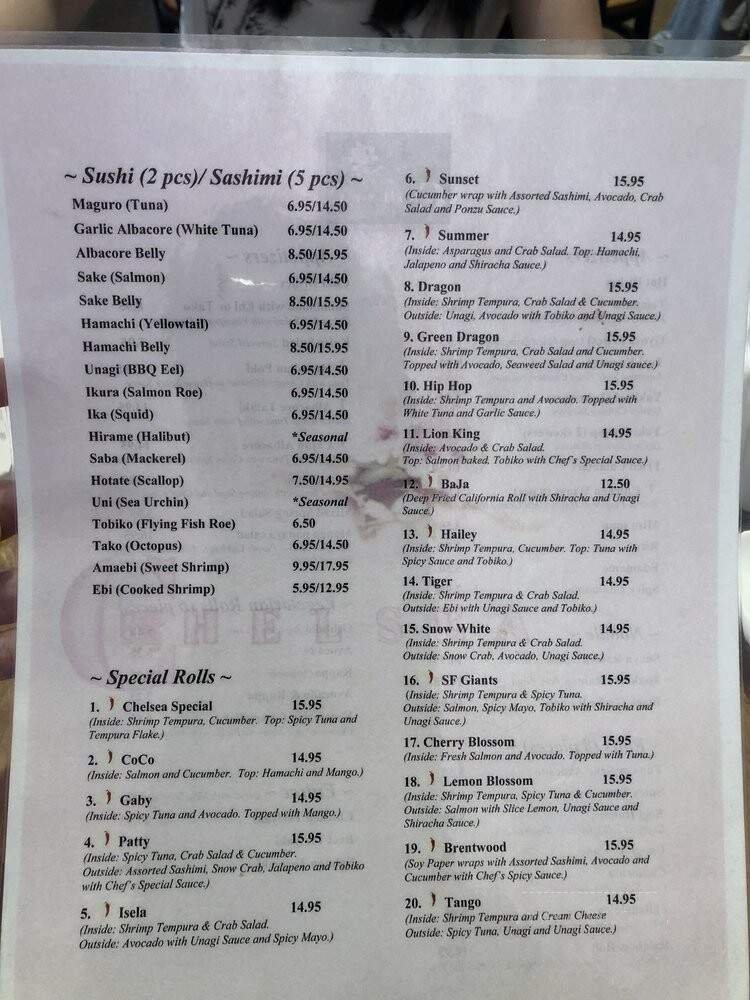 ~ Sushi (2 pcs)/ Sashimi (5 pcs) ~
Maguro (Tuna) 6.95/14.50
Garlic Albacore (White Tuna) 6.95/14.50
Albacore Belly 8.50/15.95
Sake (Salmon) 6.95/14.50
Sake Belly 8.50/15.95
Hamachi (Yellowtail) 6.95/14.50
Hamachi Belly 8.50/15.95
Unagi (BBQ Eel) 6.95/14.50
Ikura (Salmon Roe) 6.95/14.50
Ika (Squid) 6.95/14.50
Hirame (Halibut) *Seasonal
Saba (Mackerel) 6.95/14.50
Hotate (Scallop) 7.50/14.95
Uni (Sea Urchin) *Seasonal
Tobiko (Flying Fish Roe) 6.50
Tako (Octopus) 6.95/14.50
Amaebi (Sweet Shrimp) 9.95/17.95
Ebi (Cooked Shrimp) 5.95/12.95
~ Special Rolls ~
1. Chelsea Special 15.95
(Inside: Shrimp Tempura, Cucumber. Top: Spicy Tuna and
Tempura Flake.)
2. CoCo 14.95
(Inside: Salmon and Cucumber. Top: Hamachi and Mango.)
3. Gaby 14.95
(Inside: Spicy Tuna and Avocado. Topped with Mango.)
4. Patty 15.95
(Inside: Spicy Tuna, Crab Salad & Cucumber.
Outside: Assorted Sashimi, Snow Crab, Jalapeno and Tobiko
with Chef's Special Sauce.)
5. Isela 14.95
(Inside: Shrimp Tempura & Crab Salad.
Outside: Avocado with Unagi Sauce and Spicy Mayo.)
6. Sunset 15.95
(Cucumber wrap with Assorted Sashimi, Avocado, Crab
Salad and Ponzu Sauce.)
7. Summer 14.95
(Inside: Asparagus and Crab Salad. Top: Hamachi,
Jalapeno and Shiracha Sauce.)
8. Dragon 15.95
(Inside: Shrimp Tempura, Crab Salad & Cucumber.
Outside: Unagi, Avocado with Tobiko and Unagi Sauce.)
9. Green Dragon 15.95
(Inside: Shrimp Tempura, Crab Salad and Cucumber.
Topped with Avocado, Seaweed Salad and Unagi sauce.)
10. Hip Hop 15.95
(Inside: Shrimp Tempura and Avocado. Topped with
White Tuna and Garlic Sauce.)
11. Lion King 14.95
(Inside: Avocado & Crab Salad.
Top: Salmon baked, Tobiko with Chef's Special Sauce.)
12. BaJa 12.50
(Deep Fried California Roll with Shiracha and Unagi
Sauce.)
13. Hailey 14.95
(Inside: Shrimp Tempura, Cucumber. Top: Tuna with
Spicy Sauce and Tobiko.)
14. Tiger 14.95
(Inside: Shrimp Tempura & Crab Salad.
Outside: Ebi with Unagi Sauce and Tobiko.)
15. Snow White 14.95
(Inside: Shrimp Tempura & Crab Salad.
Outside: Snow Crab, Avocado, Unagi Sauce.)
16. SF Giants 15.95
(Inside: Shrimp Tempura & Spicy Tuna.
Outside: Salmon, Spicy Mayo, Tobiko with Shiracha and
Unagi Sauce.)
17. Cherry Blossom 15.95
(Inside: Fresh Salmon and Avocado. Topped with Tuna.)
18. Lemon Blossom 15.95
(Inside: Shrimp Tempura, Spicy Tuna & Cucumber.
Outside: Salmon with Slice Lemon, Unagi Sauce and
Shiracha Sauce.)
19. Brentwood 15.95
(Soy Paper wraps with Assorted Sashimi, Avocado and
Cucumber with Chef's Spicy Sauce.)
20. Tango 14.95
(Inside: Shrimp Tempura and Cream Cheese
Outside: Spicy Tuna, Unagi and Unagi Sauce.)